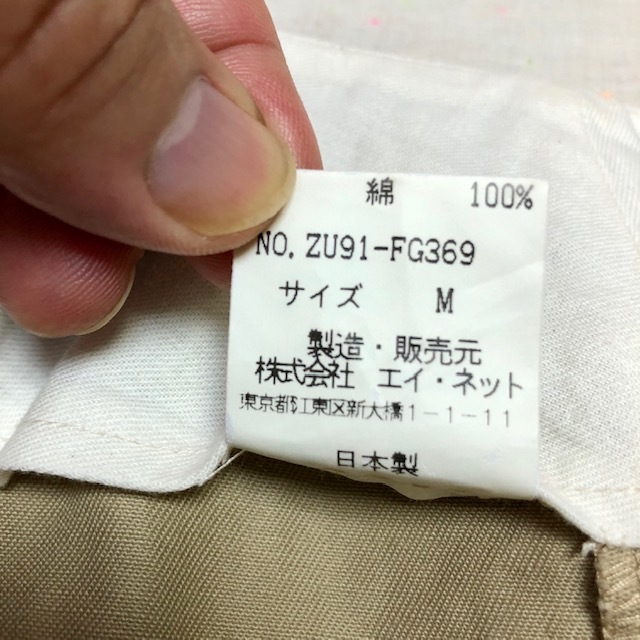 綿 100%
NO. ZU91-FG369
サイズ M
製造・販売元
株式会社 エイ・ネット
東京都江東区新大橋1-1-11
日本製